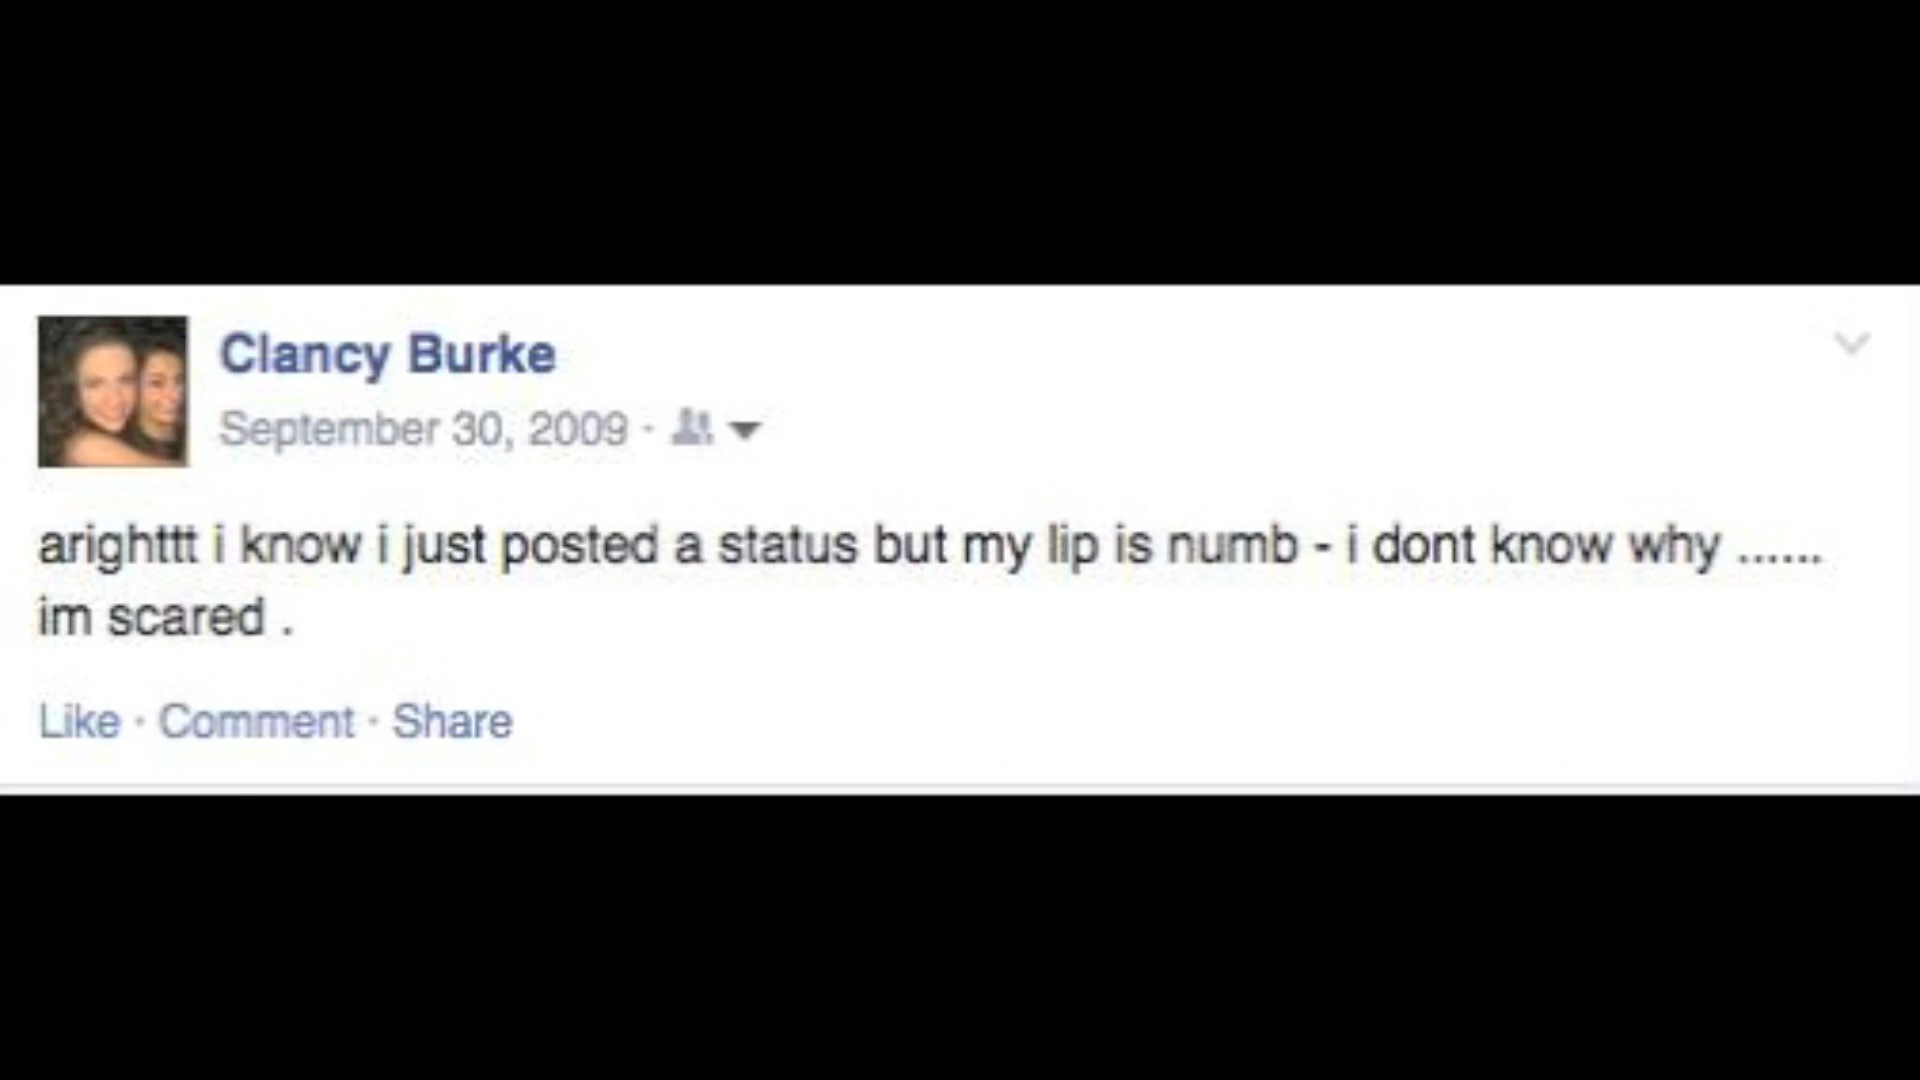 Clancy Burke
September 30, 2009 ·
arighttt i know i just posted a status but my lip is numb - i dont know why ......
im scared .
Like · Comment · Share